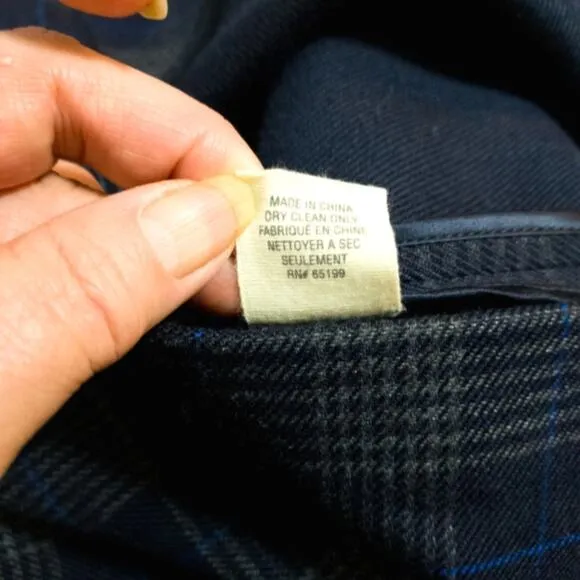 MADE IN CHINA
DRY CLEAN ONLY
FABRIQUÉ EN CHINE
NETTOYER A SEC
SEULEMENT
RN# 65199